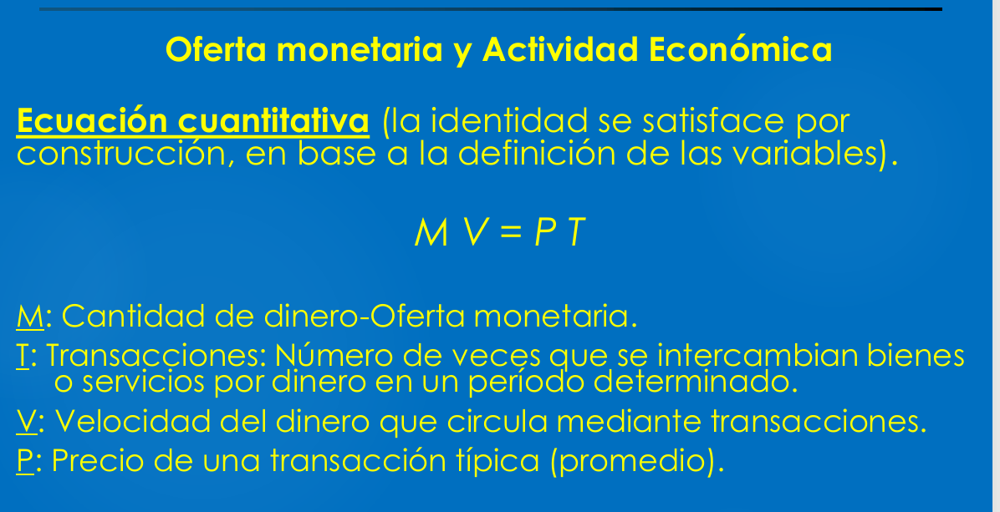 Oferta monetaria y Actividad Económica
Ecuación cuantitativa (la identidad se satisface por
construcción, en base a la definición de las variables).
M V = P T
M: Cantidad de dinero-Oferta monetaria.
T: Transacciones: Número de veces que se intercambian bienes
o servicios por dinero en un período determinado.
V: Velocidad del dinero que circula mediante transacciones.
P: Precio de una transacción típica (promedio).